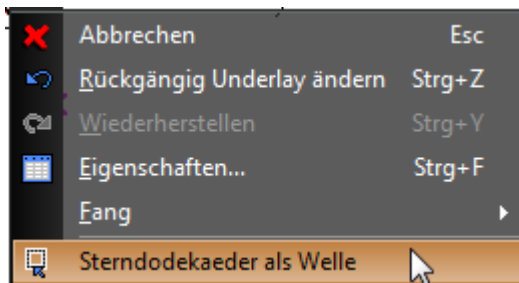 Abbrechen Esc
Rückgängig Underlay ändern Strg+Z
Wiederherstellen Strg+Y
Eigenschaften... Strg+F
Fang
Sterndodekaeder als Welle